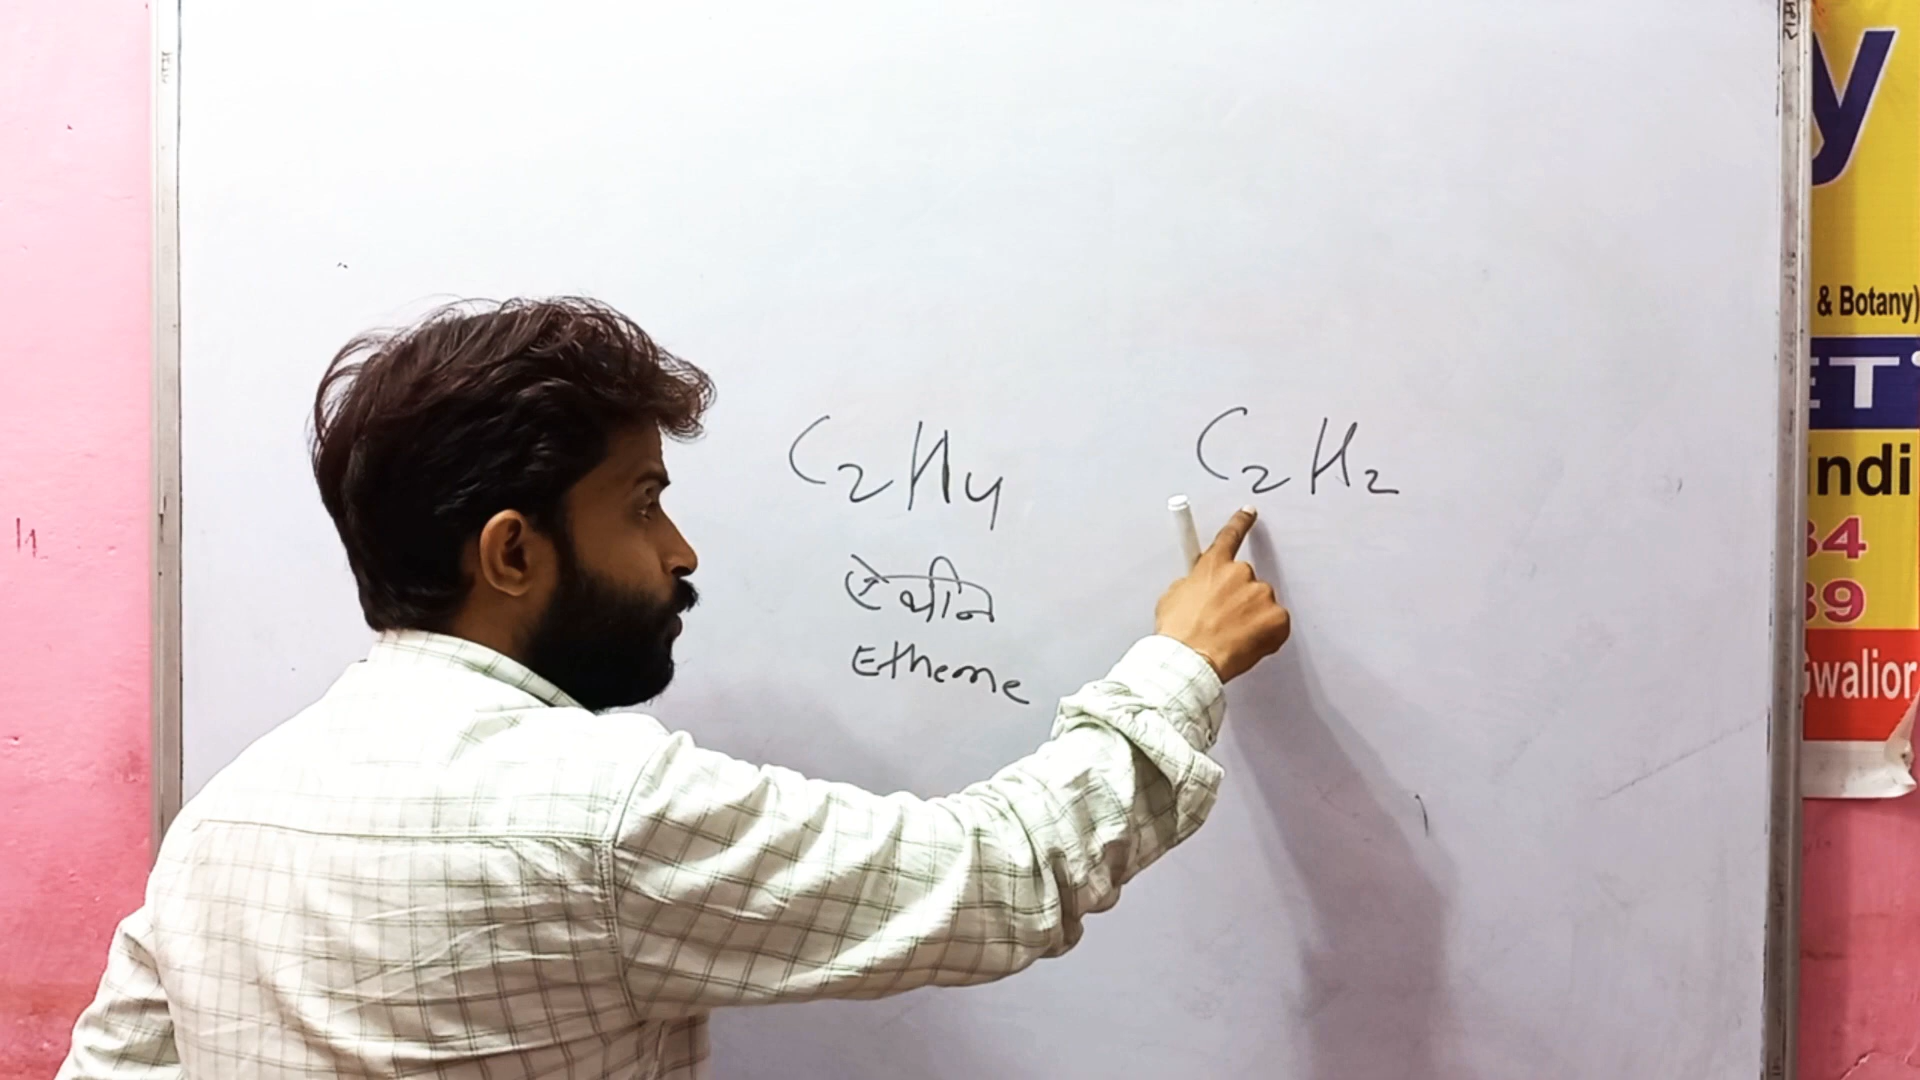 C2H4 C2H2
ऐथीन
Ethene
y
& Botany)
ET
indi
34
39
Gwalior